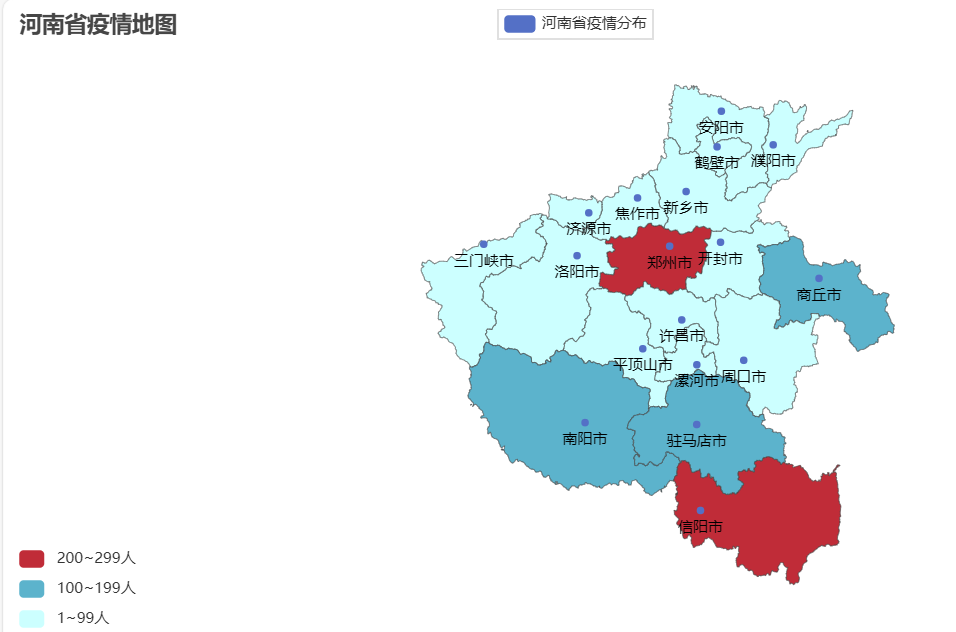 河南省疫情地图
河南省疫情分布
安阳市
鹤壁市
濮阳市
新乡市
焦作市
济源市
三门峡市
洛阳市
郑州市
开封市
商丘市
许昌市
平顶山市
漯河市
周口市
南阳市
驻马店市
信阳市
200~299人
100~199人
1~99人